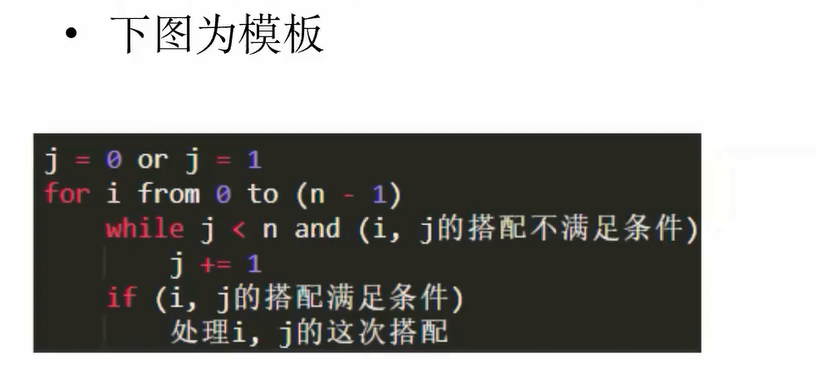 • 下图为模板
j = 0 or j = 1
for i from 0 to (n - 1)
    while j < n and (i, j的搭配不满足条件)
        j += 1
    if (i, j的搭配满足条件)
        处理i, j的这次搭配